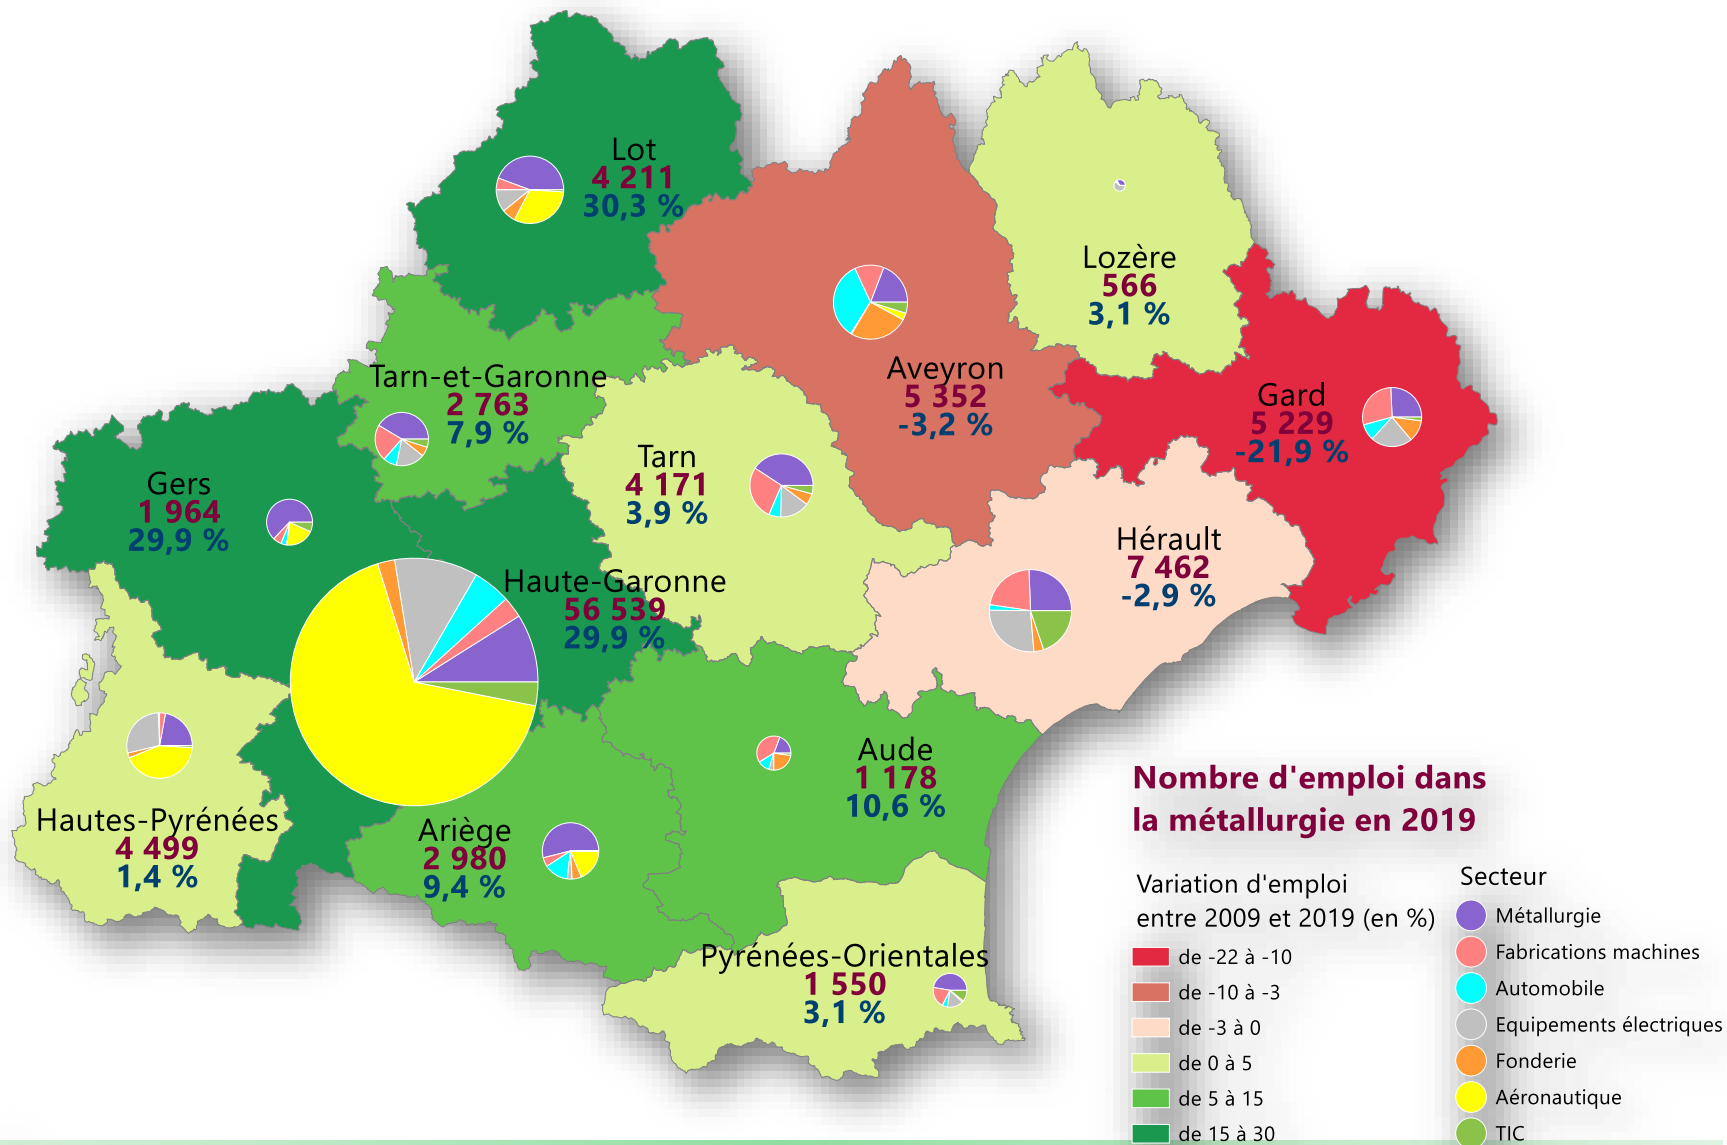 Lot
4 211
30,3 %
Lozère
566
3,1 %
Aveyron
5 352
-3,2 %
Tarn-et-Garonne
2 763
7,9 %
Gard
5 229
-21,9 %
Tarn
4 171
3,9 %
Gers
1 964
29,9 %
Hérault
7 462
-2,9 %
Haute-Garonne
56 539
29,9 %
Aude
1 178
10,6 %
Hautes-Pyrénées
4 499
1,4 %
Ariège
2 980
9,4 %
Pyrénées-Orientales
1 550
3,1 %
Nombre d'emploi dans
la métallurgie en 2019
Variation d'emploi
entre 2009 et 2019 (en %)
de -22 à -10
de -10 à -3
de -3 à 0
de 0 à 5
de 5 à 15
de 15 à 30
Secteur
Métallurgie
Fabrications machines
Automobile
Equipements électriques
Fonderie
Aéronautique
TIC